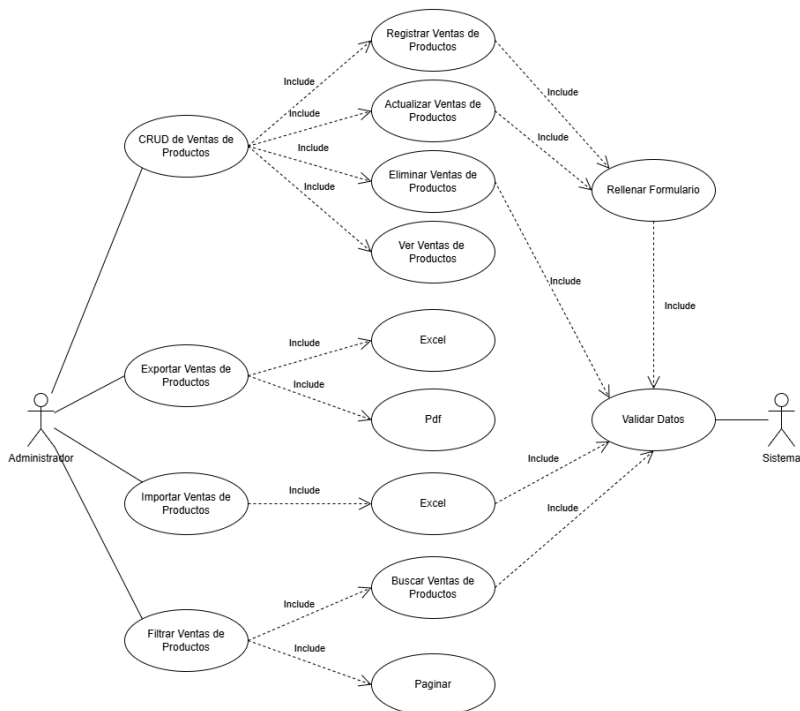 Registrar Ventas de
Productos
Include
Include
Actualizar Ventas de
Productos
Include
Include
CRUD de Ventas de
Productos
Include
Eliminar Ventas de
Productos
Rellenar Formulario
Include
Ver Ventas de
Productos
Include
Include
Include
Excel
Exportar Ventas de
Productos
Include
Pdf
Validar Datos
Administrador
Sistema
Include
Importar Ventas de
Productos
Include
Excel
Include
Buscar Ventas de
Productos
Include
Filtrar Ventas de
Productos
Include
Paginar